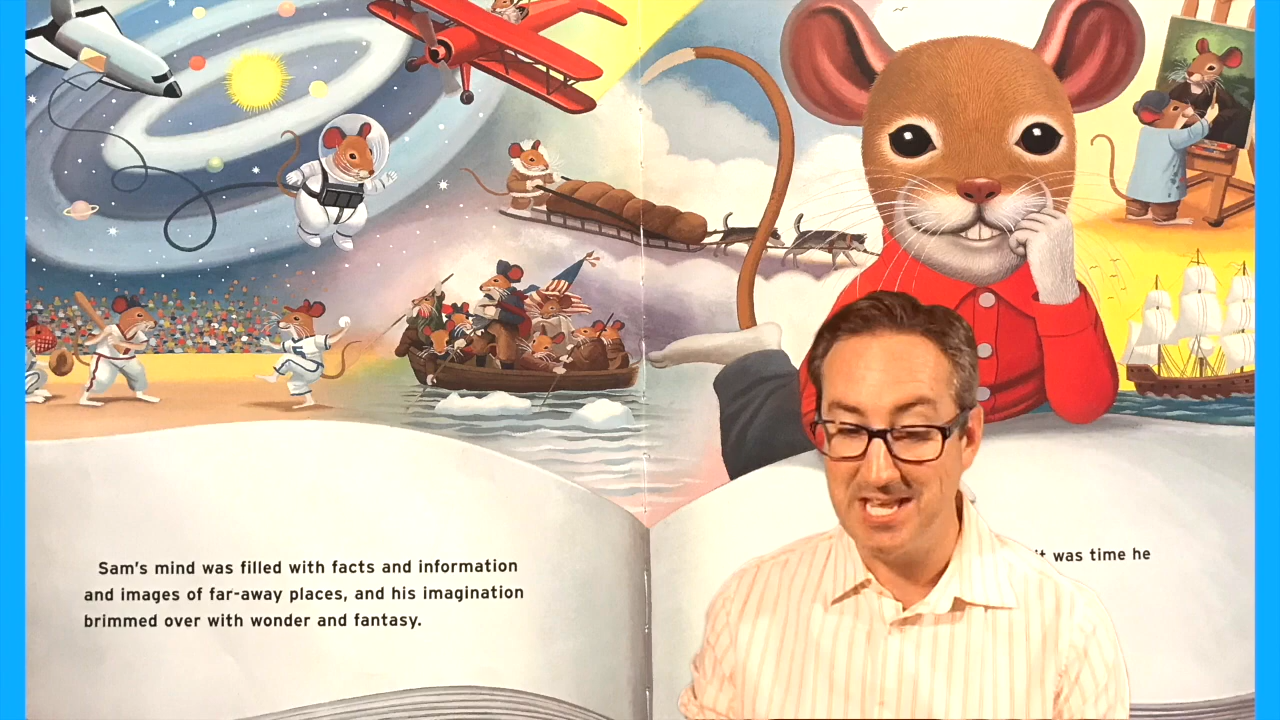 Sam's mind was filled with facts and information
and images of far-away places, and his imagination
brimmed over with wonder and fantasy.
was time he